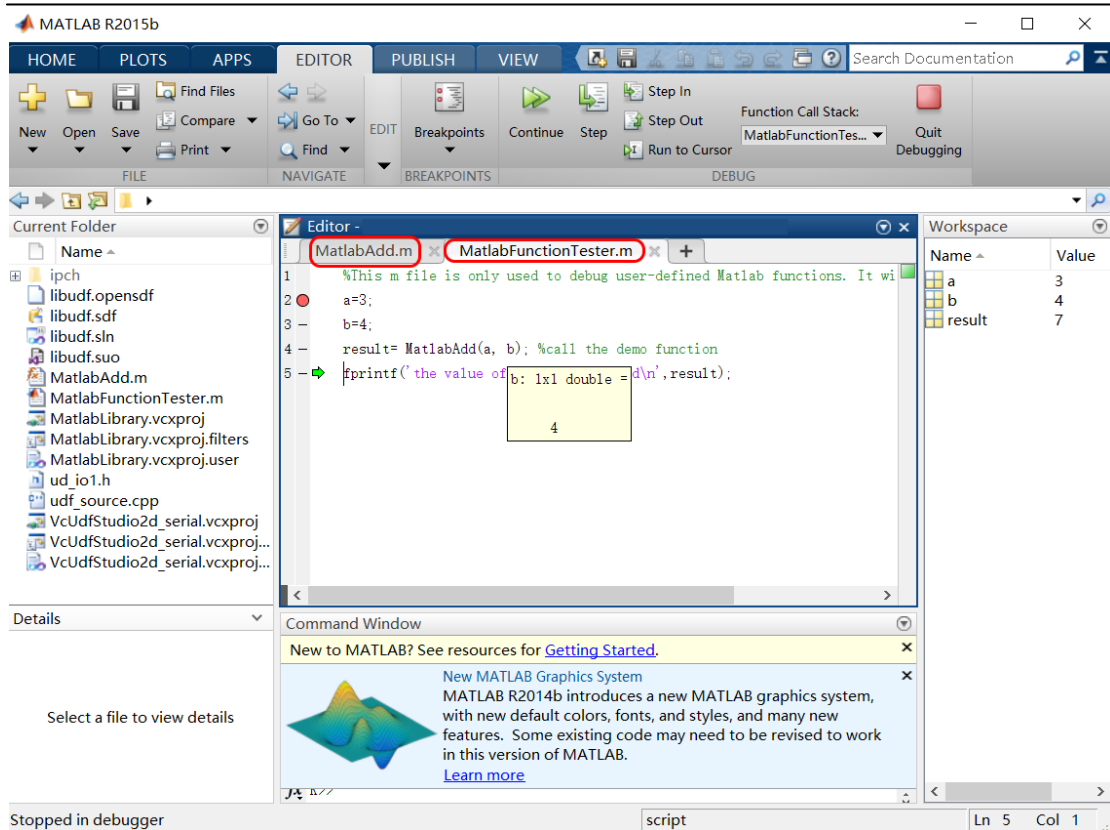 MATLAB R2015b
HOME PLOTS APPS EDITOR PUBLISH VIEW Search Documentation
New Open Save Find Files Compare Print
FILE
Go To Find
NAVIGATE
EDIT
Breakpoints
BREAKPOINTS
Continue Step Step In Step Out Run to Cursor
Function Call Stack:
MatlabFunctionTes...
Quit Debugging
DEBUG
Current Folder
Name
ipch
libudf.opensdf
libudf.sdf
libudf.sln
libudf.suo
MatlabAdd.m
MatlabFunctionTester.m
MatlabLibrary.vcxproj
MatlabLibrary.vcxproj.filters
MatlabLibrary.vcxproj.user
ud_io1.h
udf_source.cpp
VcUdfStudio2d_serial.vcxproj
VcUdfStudio2d_serial.vcxproj...
VcUdfStudio2d_serial.vcxproj...
Details
Select a file to view details
Editor -
MatlabAdd.m MatlabFunctionTester.m +
1 %This m file is only used to debug user-defined Matlab functions. It wi
2 a=3;
3 – b=4;
4 – result= MatlabAdd(a, b); %call the demo function
5 – fprintf('the value of d\n',result);
b: 1x1 double =
4
Command Window
New to MATLAB? See resources for Getting Started.
New MATLAB Graphics System
MATLAB R2014b introduces a new MATLAB graphics system,
with new default colors, fonts, and styles, and many new
features. Some existing code may need to be revised to work
in this version of MATLAB.
Learn more
Workspace
Name Value
a 3
b 4
result 7
Stopped in debugger script Ln 5 Col 1